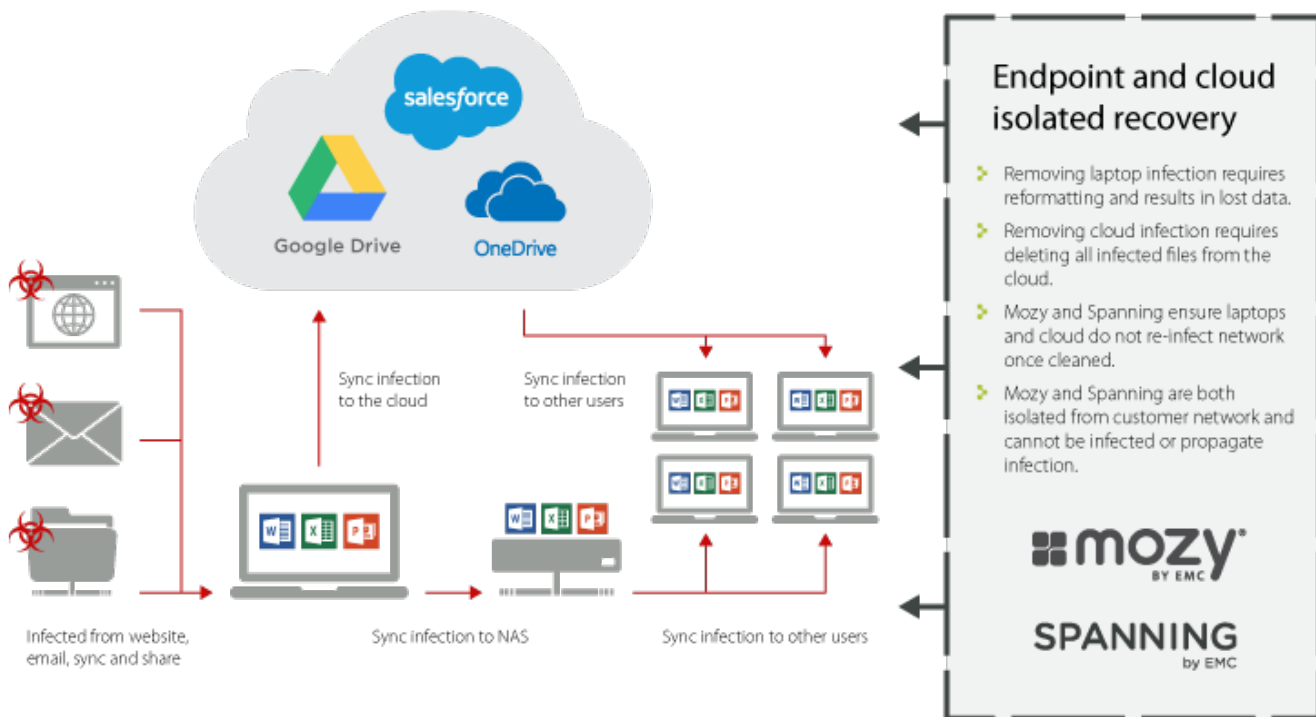 salesforce
Google Drive
OneDrive
Sync infection
to the cloud
Sync infection
to other users
W X P
W X P
W X P
W X P
W X P
W X P
Infected from website,
email, sync and share
Sync infection to NAS
Sync infection to other users
Endpoint and cloud
isolated recovery
Removing laptop infection requires
reformatting and results in lost data.
Removing cloud infection requires
deleting all infected files from the
cloud.
Mozy and Spanning ensure laptops
and cloud do not re-infect network
once cleaned.
Mozy and Spanning are both
isolated from customer network and
cannot be infected or propagate
infection.
mozy®
BY EMC
SPANNING
by EMC